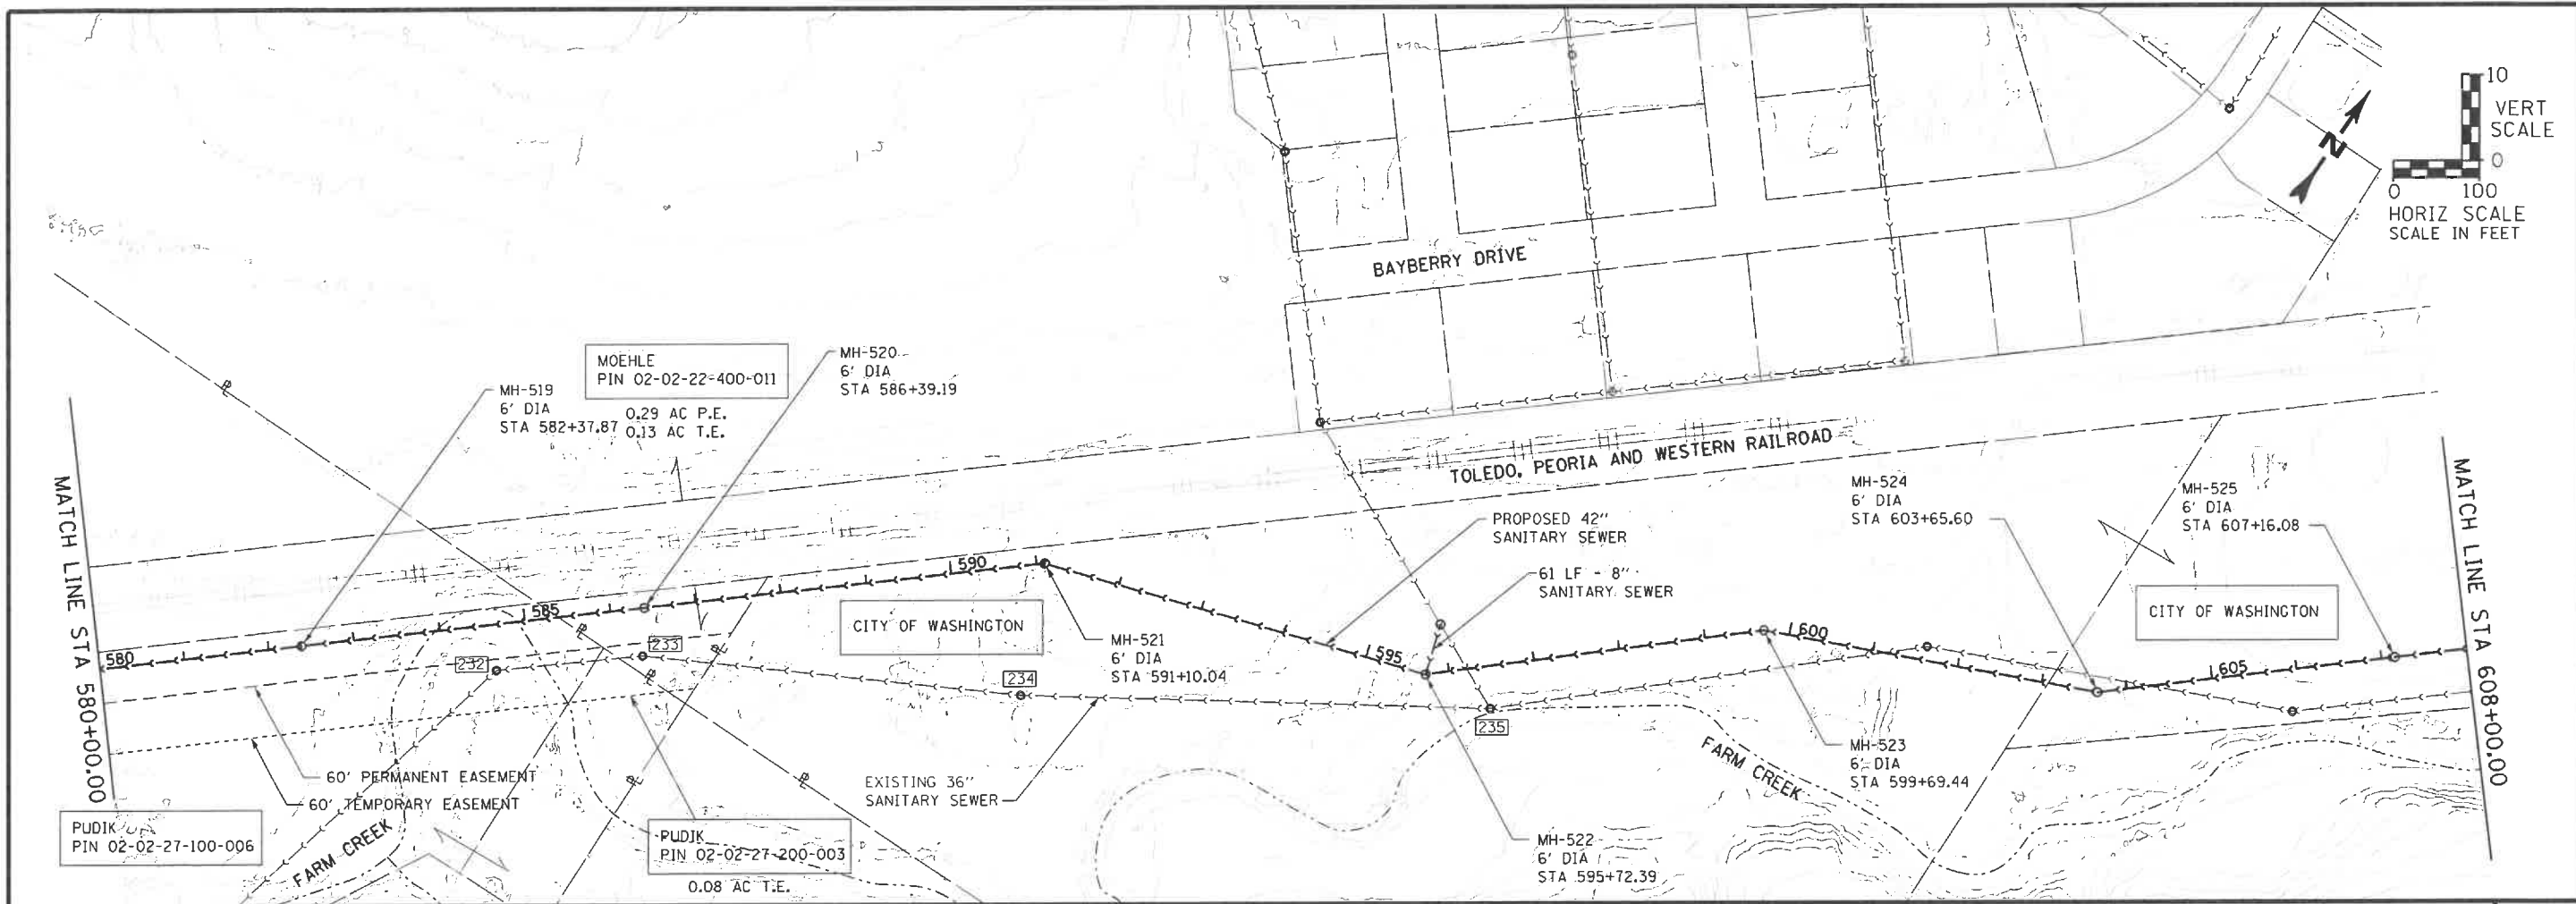 10
VERT
SCALE
0
N
0 100
HORIZ SCALE
SCALE IN FEET
BAYBERRY DRIVE
MOEHLE
PIN 02-02-22-400-011
0.29 AC P.E.
0.13 AC T.E.
MH-519
6' DIA
STA 582+37.87
MH-520
6' DIA
STA 586+39.19
TOLEDO, PEORIA AND WESTERN RAILROAD
MATCH LINE STA 580+00.00
MATCH LINE STA 608+00.00
MH-524
6' DIA
STA 603+65.60
MH-525
6' DIA
STA 607+16.08
PROPOSED 42"
SANITARY SEWER
61 LF - 8"
SANITARY SEWER
580
585
590
595
600
605
CITY OF WASHINGTON
CITY OF WASHINGTON
MH-521
6' DIA
STA 591+10.04
232
233
234
235
60' PERMANENT EASEMENT
60' TEMPORARY EASEMENT
EXISTING 36"
SANITARY SEWER
FARM CREEK
MH-523
6' DIA
STA 599+69.44
PUDIK
PIN 02-02-27-100-006
FARM CREEK
PUDIK
PIN 02-02-27-200-003
0.08 AC T.E.
MH-522
6' DIA
STA 595+72.39